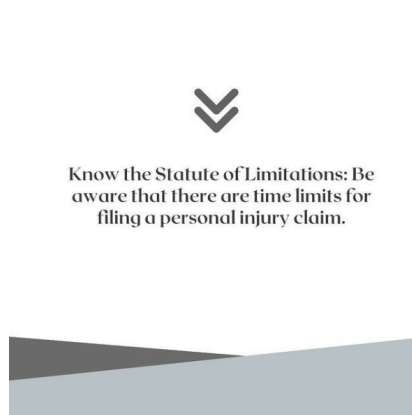 Know the Statute of Limitations: Be
aware that there are time limits for
filing a personal injury claim.